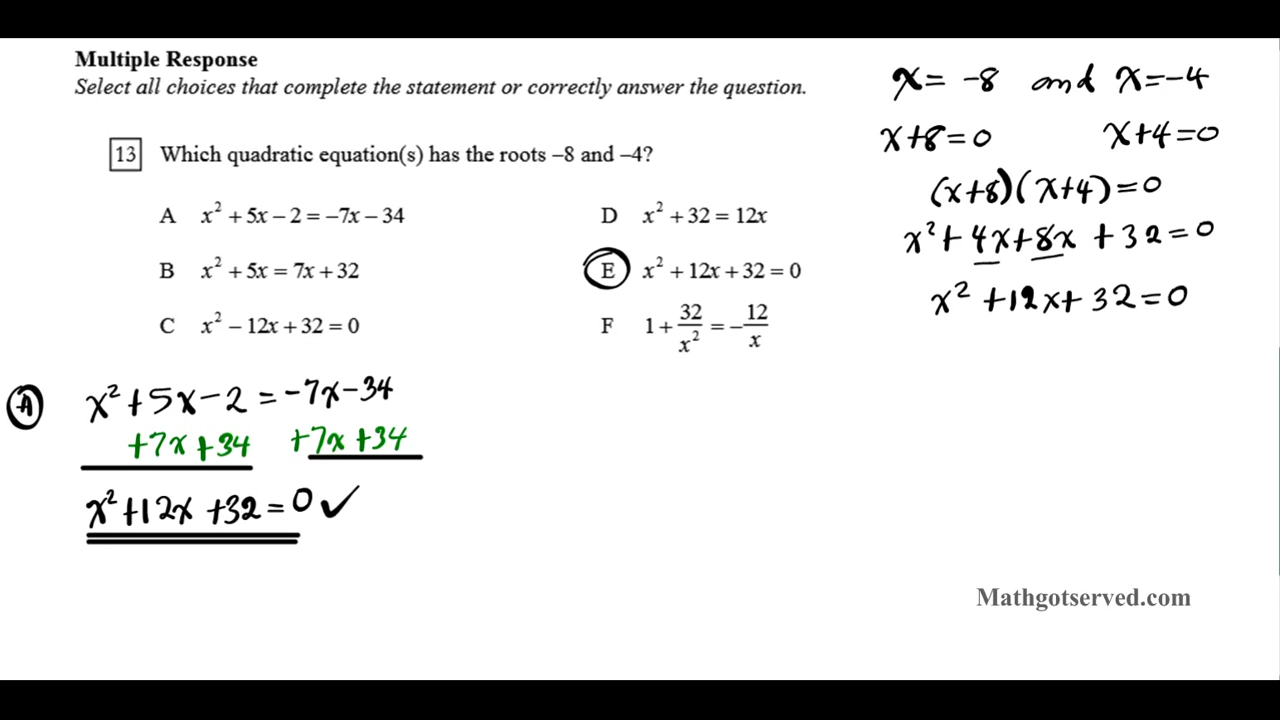 Multiple Response
Select all choices that complete the statement or correctly answer the question.
13 Which quadratic equation(s) has the roots –8 and –4?
A x² + 5x – 2 = –7x – 34
B x² + 5x = 7x + 32
C x² – 12x + 32 = 0
D x² + 32 = 12x
E x² + 12x + 32 = 0
F 1 + 32/x² = –12/x
x = -8 and x = -4
x+8=0 x+4=0
(x+8)(x+4)=0
x²+4x+8x+32=0
x²+12x+32=0
A x²+5x-2=-7x-34
+7x+34 +7x+34
x²+12x+32=0✓
Mathgotserved.com